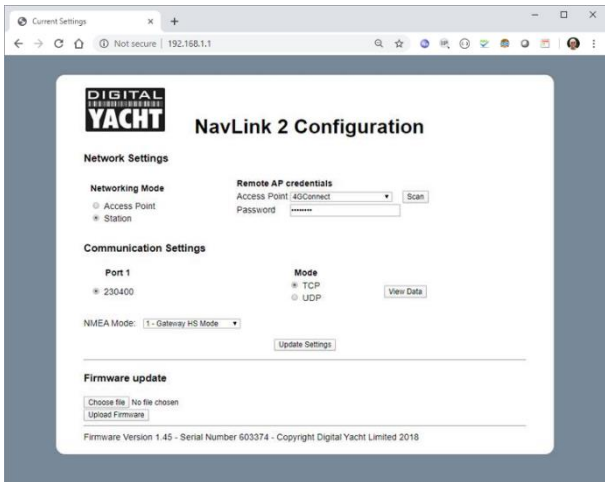 Current Settings
Not secure | 192.168.1.1
DIGITAL
YACHT
NavLink 2 Configuration
Network Settings
Networking Mode
Remote AP credentials
Access Point 4GConnect Scan
Access Point
Password ••••••••
Station
Communication Settings
Port 1 Mode
230400 TCP View Data
UDP
NMEA Mode: 1 - Gateway HS Mode
Update Settings
Firmware update
Choose file No file chosen
Upload Firmware
Firmware Version 1.45 - Serial Number 603374 - Copyright Digital Yacht Limited 2018